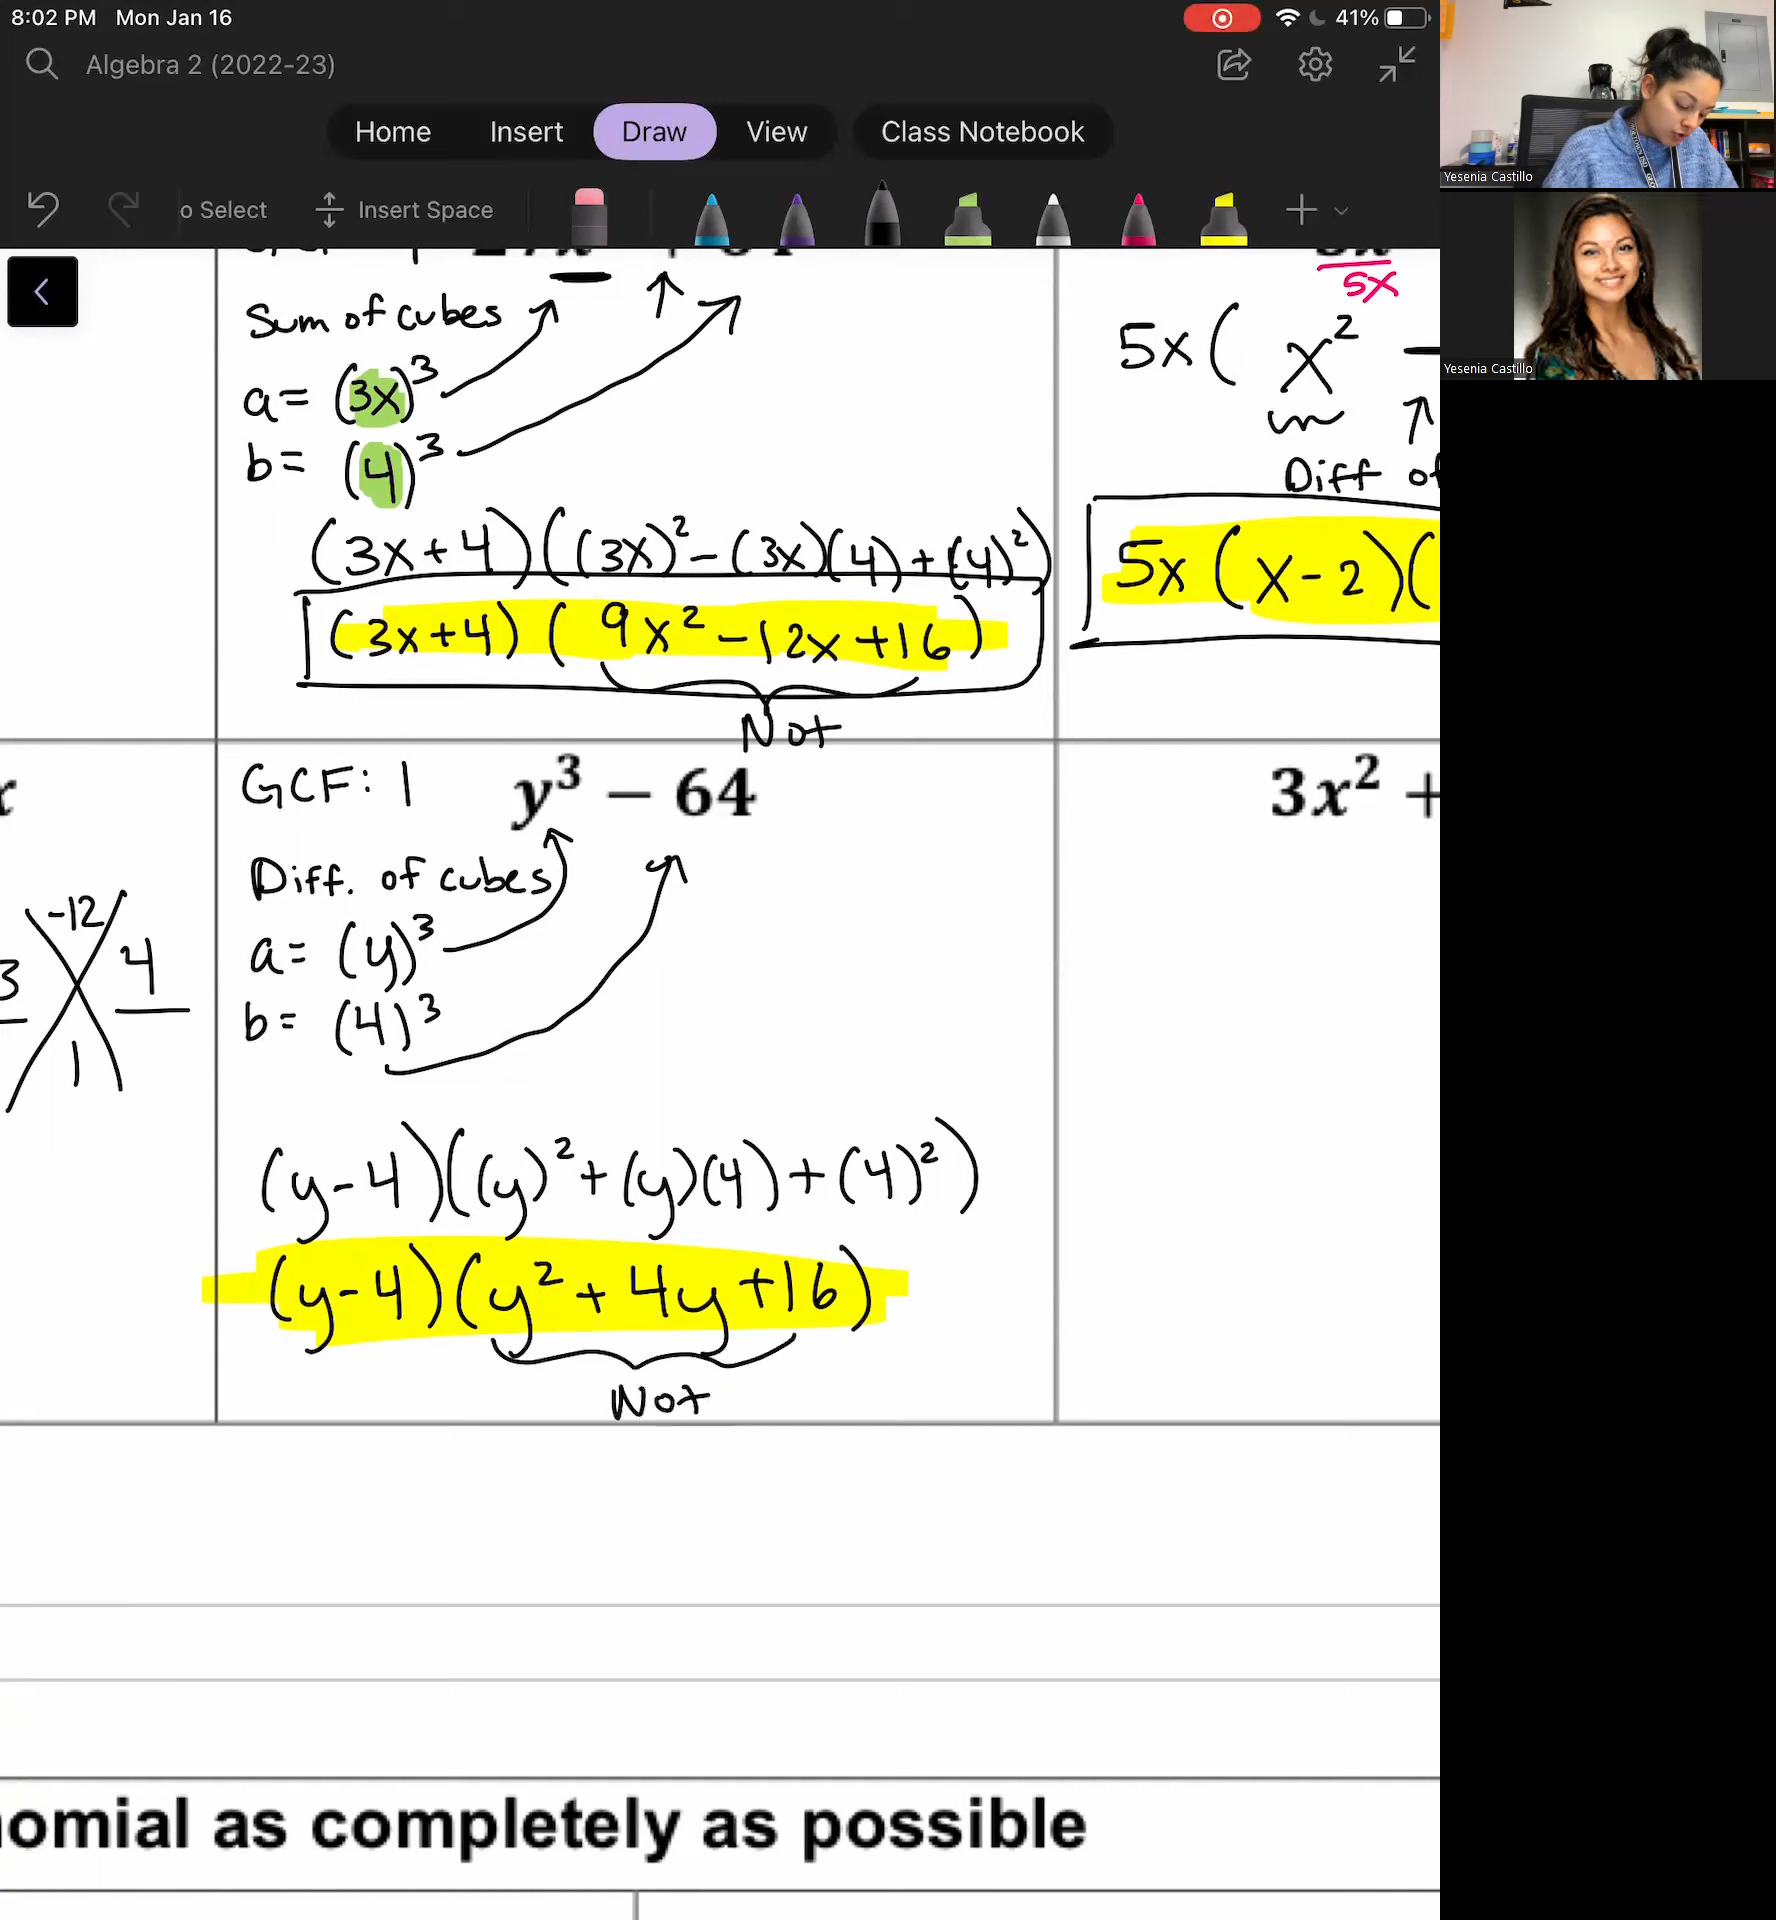 8:02 PM Mon Jan 16
41%
Algebra 2 (2022-23)
Home Insert Draw View Class Notebook
o Select Insert Space
Yesenia Castillo
Yesenia Castillo
Sum of cubes
a = (3x)³
b = (4)³
(3x+4)((3x)²-(3x)(4)+(4)²)
(3x+4)(9x²-12x+16)
Not
5x
5x( x² −
Diff of
5x(x-2)(
GCF: 1 y³ − 64
Diff. of cubes
a = (y)³
b = (4)³
(y-4)((y)²+(y)(4)+(4)²)
(y-4)(y²+4y+16)
Not
3x² +
-12
3 4
1
omial as completely as possible